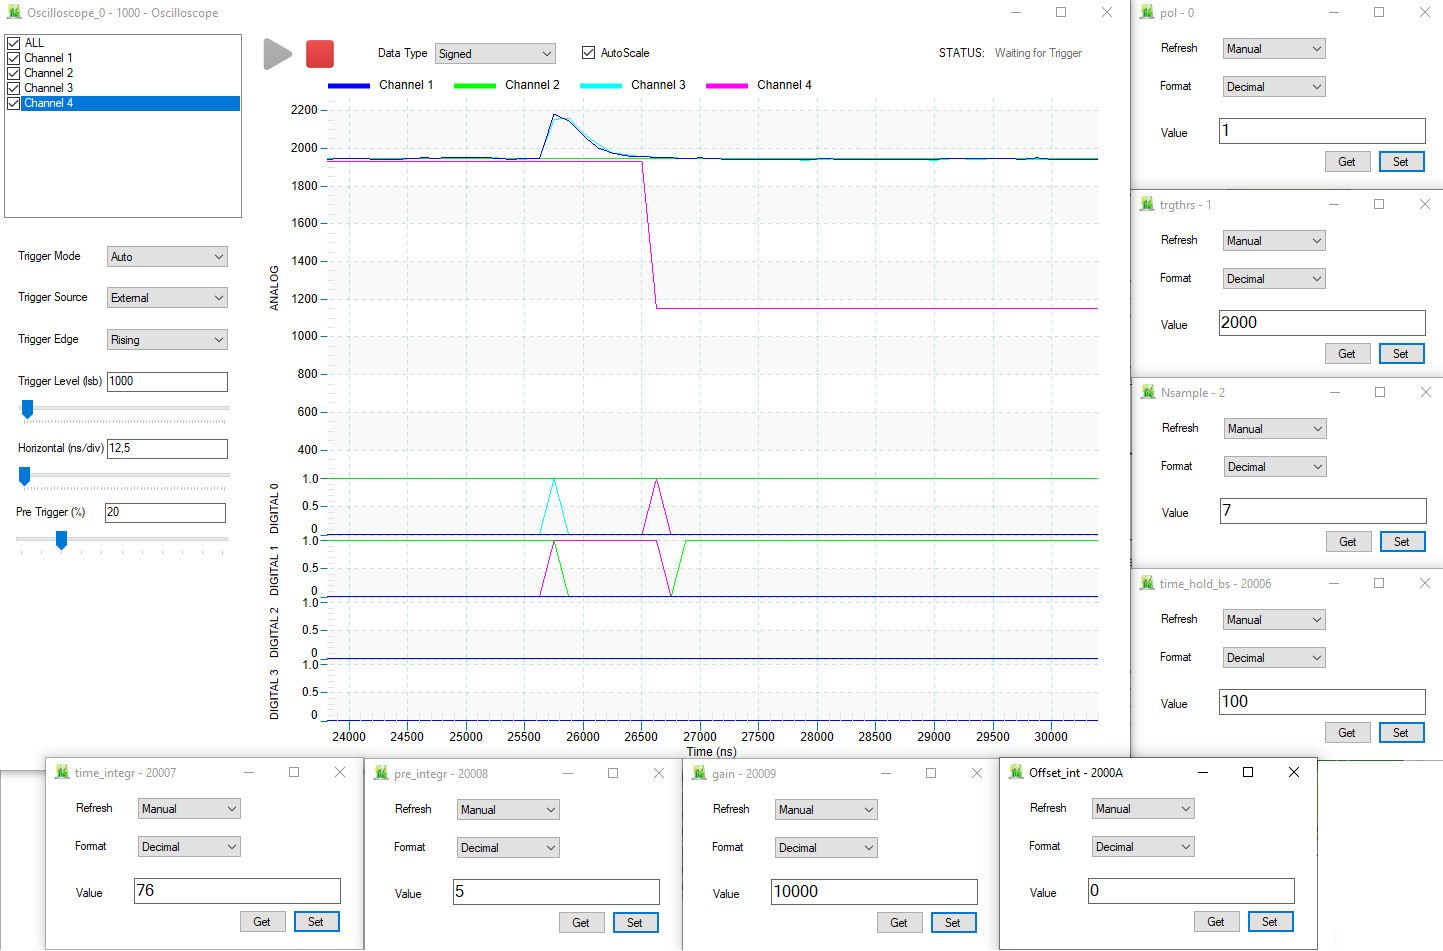 Oscilloscope_0 - 1000 - Oscilloscope
ALL
Channel 1
Channel 2
Channel 3
Channel 4
Data Type Signed AutoScale STATUS: Waiting for Trigger
Channel 1 Channel 2 Channel 3 Channel 4
Trigger Mode Auto
Trigger Source External
Trigger Edge Rising
Trigger Level (lsb) 1000
Horizontal (ns/div) 12,5
Pre Trigger (%) 20
ANALOG
2200
2000
1800
1600
1400
1200
1000
800
600
400
DIGITAL 0
1.0
0.5
0
DIGITAL 1
1.0
0.5
0
DIGITAL 2
1.0
0.5
0
DIGITAL 3
1.0
0.5
0
24000 24500 25000 25500 26000 26500 27000 27500 28000 28500 29000 29500 30000
Time (ns)
pol - 0
Refresh Manual
Format Decimal
Value 1
Get Set
trgthrs - 1
Refresh Manual
Format Decimal
Value 2000
Get Set
Nsample - 2
Refresh Manual
Format Decimal
Value 7
Get Set
time_hold_bs - 20006
Refresh Manual
Format Decimal
Value 100
Get Set
time_integr - 20007
Refresh Manual
Format Decimal
Value 76
Get Set
pre_integr - 20008
Refresh Manual
Format Decimal
Value 5
Get Set
gain - 20009
Refresh Manual
Format Decimal
Value 10000
Get Set
Offset_int - 2000A
Refresh Manual
Format Decimal
Value 0
Get Set